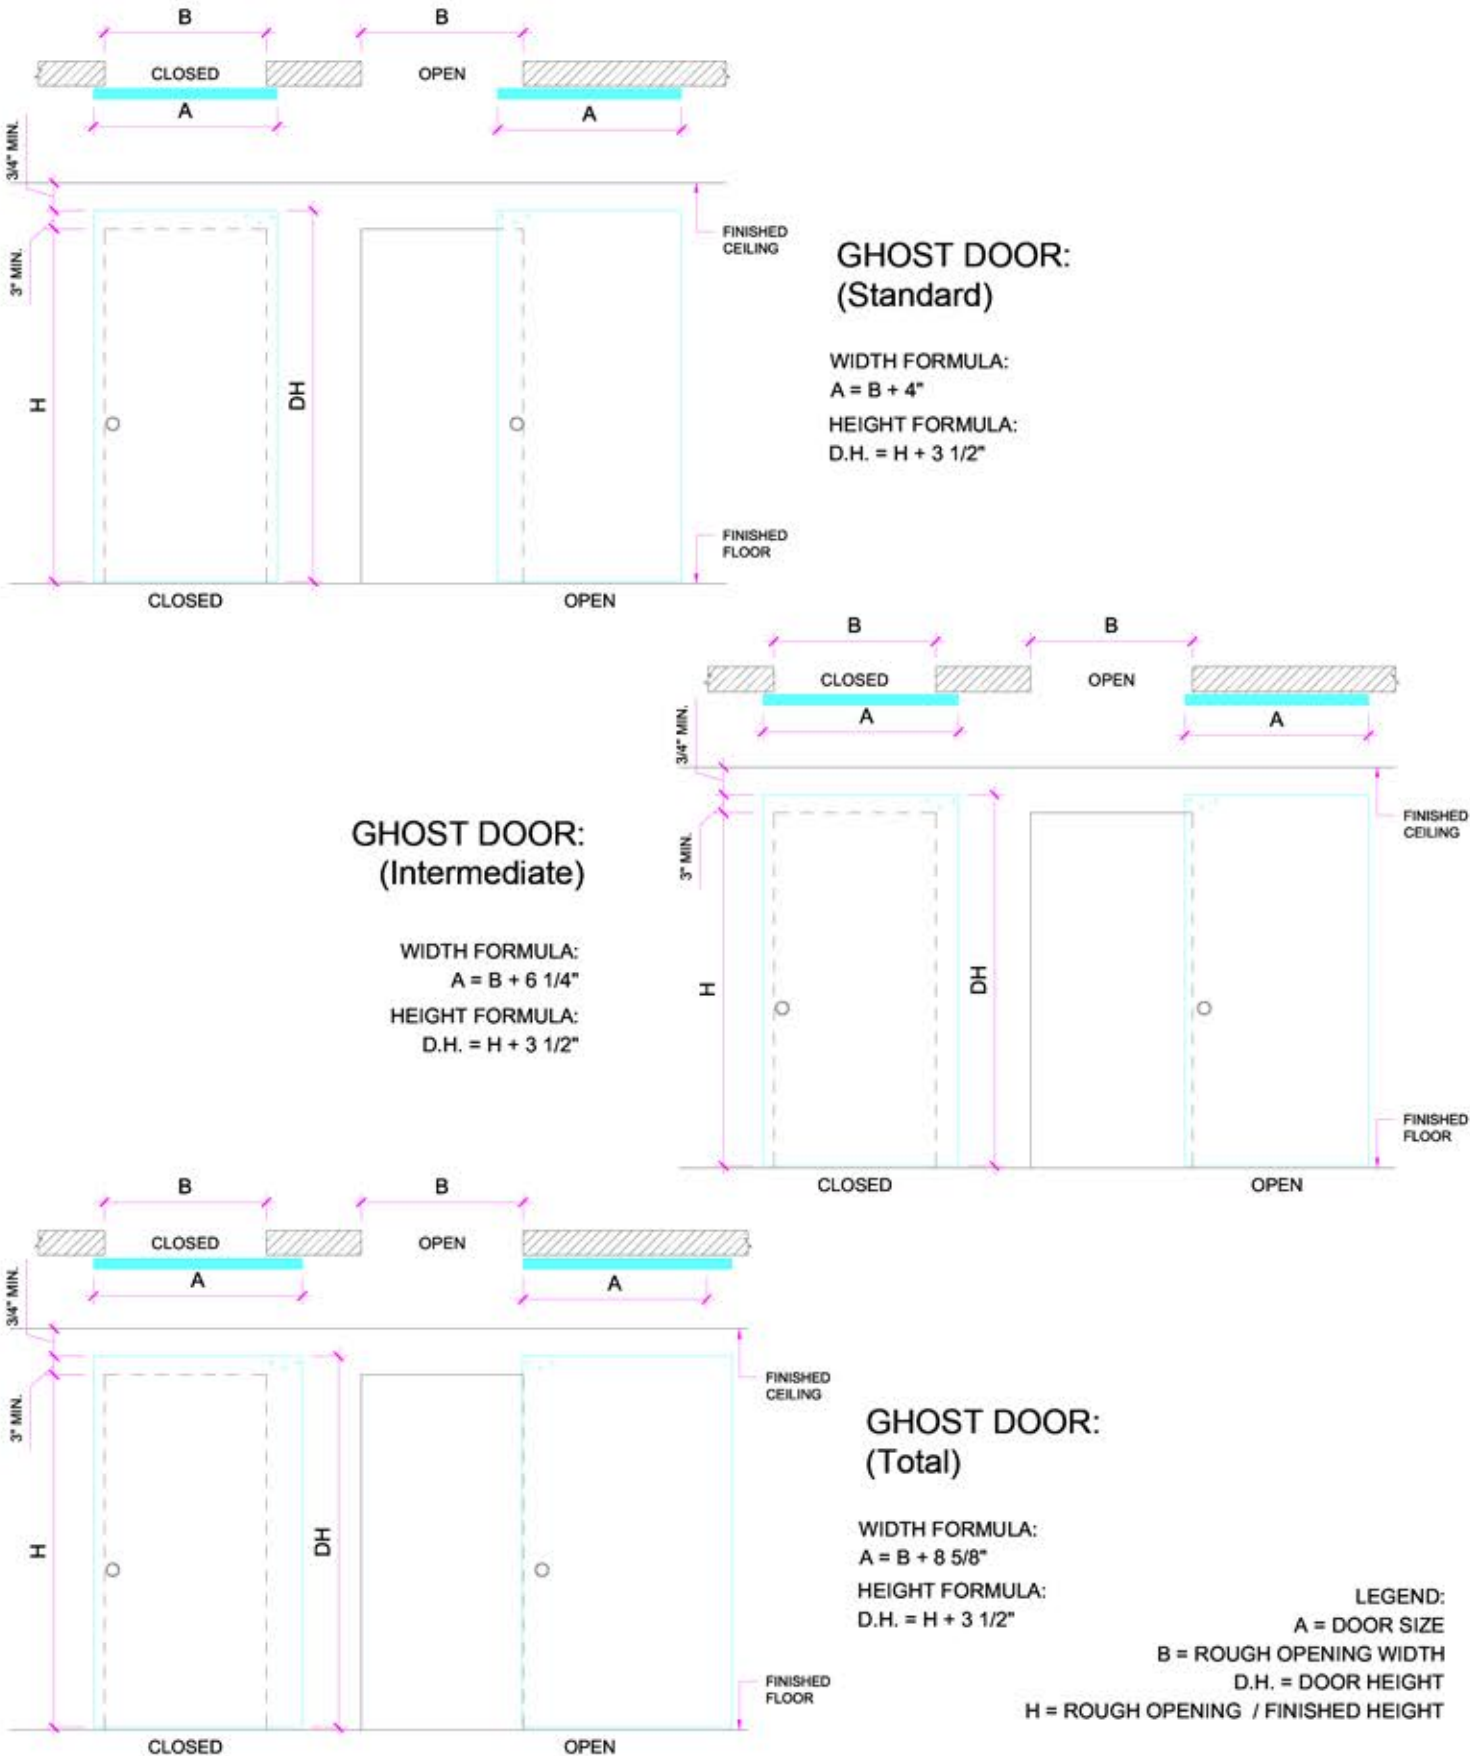 B
B
CLOSED
OPEN
A
A
3/4" MIN.
3" MIN.
FINISHED
CEILING
H
DH
FINISHED
FLOOR
CLOSED
OPEN
GHOST DOOR:
(Standard)
WIDTH FORMULA:
A = B + 4"
HEIGHT FORMULA:
D.H. = H + 3 1/2"
B
B
CLOSED
OPEN
A
A
3/4" MIN.
3" MIN.
FINISHED
CEILING
H
DH
FINISHED
FLOOR
CLOSED
OPEN
GHOST DOOR:
(Intermediate)
WIDTH FORMULA:
A = B + 6 1/4"
HEIGHT FORMULA:
D.H. = H + 3 1/2"
B
B
CLOSED
OPEN
A
A
3/4" MIN.
3" MIN.
FINISHED
CEILING
H
DH
FINISHED
FLOOR
CLOSED
OPEN
GHOST DOOR:
(Total)
WIDTH FORMULA:
A = B + 8 5/8"
HEIGHT FORMULA:
D.H. = H + 3 1/2"
LEGEND:
A = DOOR SIZE
B = ROUGH OPENING WIDTH
D.H. = DOOR HEIGHT
H = ROUGH OPENING / FINISHED HEIGHT